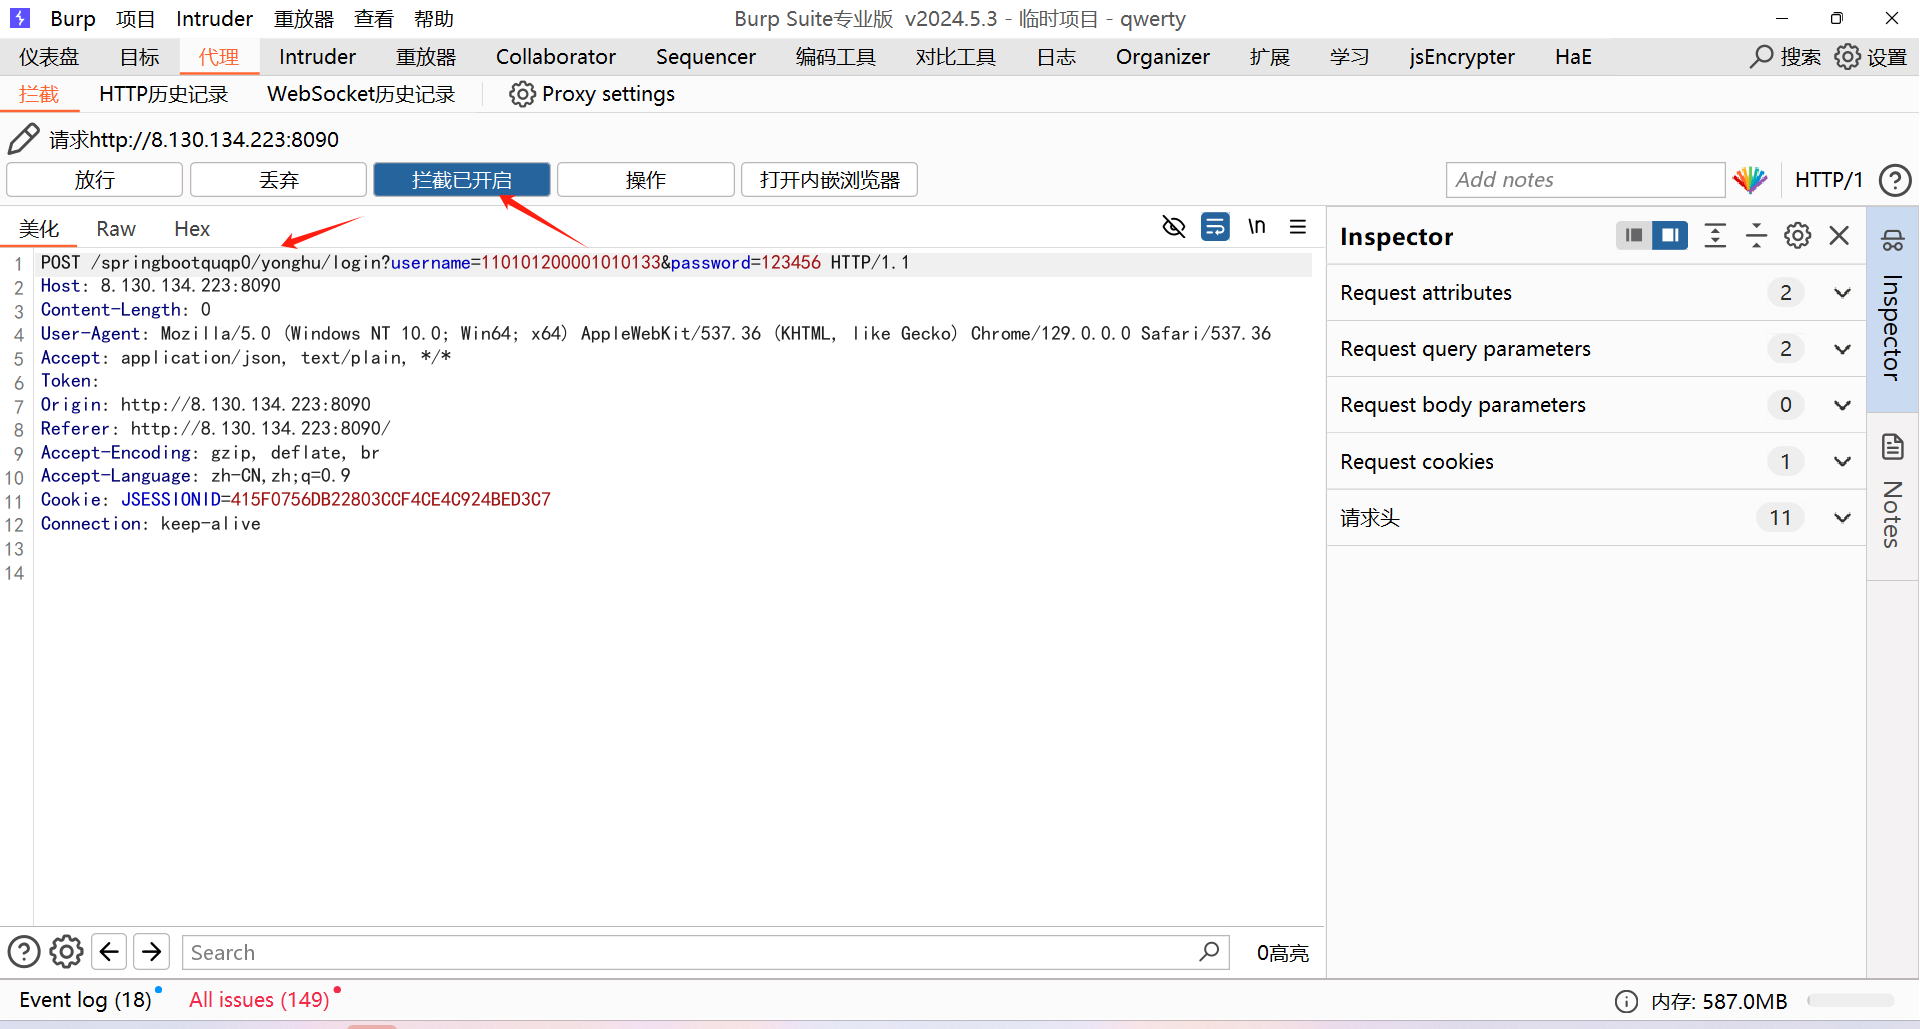 Burp 项目 Intruder 重放器 查看 帮助 Burp Suite专业版 v2024.5.3 - 临时项目 - qwerty
仪表盘 目标 代理 Intruder 重放器 Collaborator Sequencer 编码工具 对比工具 日志 Organizer 扩展 学习 jsEncrypter HaE 搜索 设置
拦截 HTTP历史记录 WebSocket历史记录 Proxy settings
请求http://8.130.134.223:8090
放行 丢弃 拦截已开启 操作 打开内嵌浏览器 Add notes HTTP/1
美化 Raw Hex \n
1 POST /springbootquqp0/yonghu/login?username=110101200001010133&password=123456 HTTP/1.1
2 Host: 8.130.134.223:8090
3 Content-Length: 0
4 User-Agent: Mozilla/5.0 (Windows NT 10.0; Win64; x64) AppleWebKit/537.36 (KHTML, like Gecko) Chrome/129.0.0.0 Safari/537.36
5 Accept: application/json, text/plain, */*
6 Token:
7 Origin: http://8.130.134.223:8090
8 Referer: http://8.130.134.223:8090/
9 Accept-Encoding: gzip, deflate, br
10 Accept-Language: zh-CN,zh;q=0.9
11 Cookie: JSESSIONID=415F0756DB22803CCF4CE4C924BED3C7
12 Connection: keep-alive
13
14
Inspector
Request attributes 2
Request query parameters 2
Request body parameters 0
Request cookies 1
请求头 11
Inspector
Notes
Search 0高亮
Event log (18) All issues (149) 内存: 587.0MB